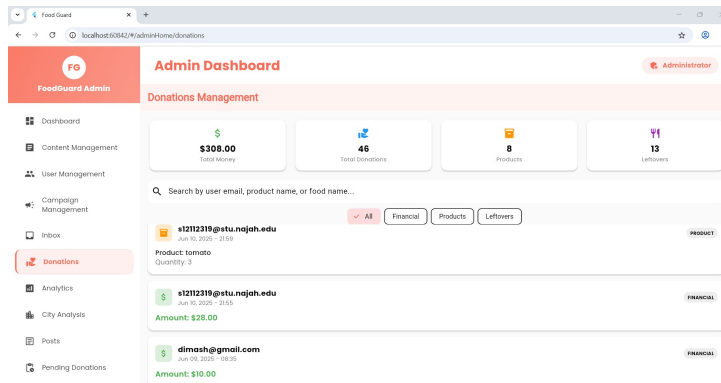 Food Guard
localhost:60842/#/adminHome/donations
FG
FoodGuard Admin
Dashboard
Content Management
User Management
Campaign
Management
Inbox
Donations
Analytics
City Analysis
Posts
Pending Donations
Admin Dashboard
Administrator
Donations Management
$308.00
Total Money
46
Total Donations
8
Products
13
Leftovers
Search by user email, product name, or food name...
All
Financial
Products
Leftovers
s12112319@stu.najah.edu
Jun 10, 2025 - 21:59
PRODUCT
Product: tomato
Quantity: 3
s12112319@stu.najah.edu
Jun 10, 2025 - 21:55
FINANCIAL
Amount: $28.00
dimash@gmail.com
Jun 09, 2025 - 08:35
FINANCIAL
Amount: $10.00